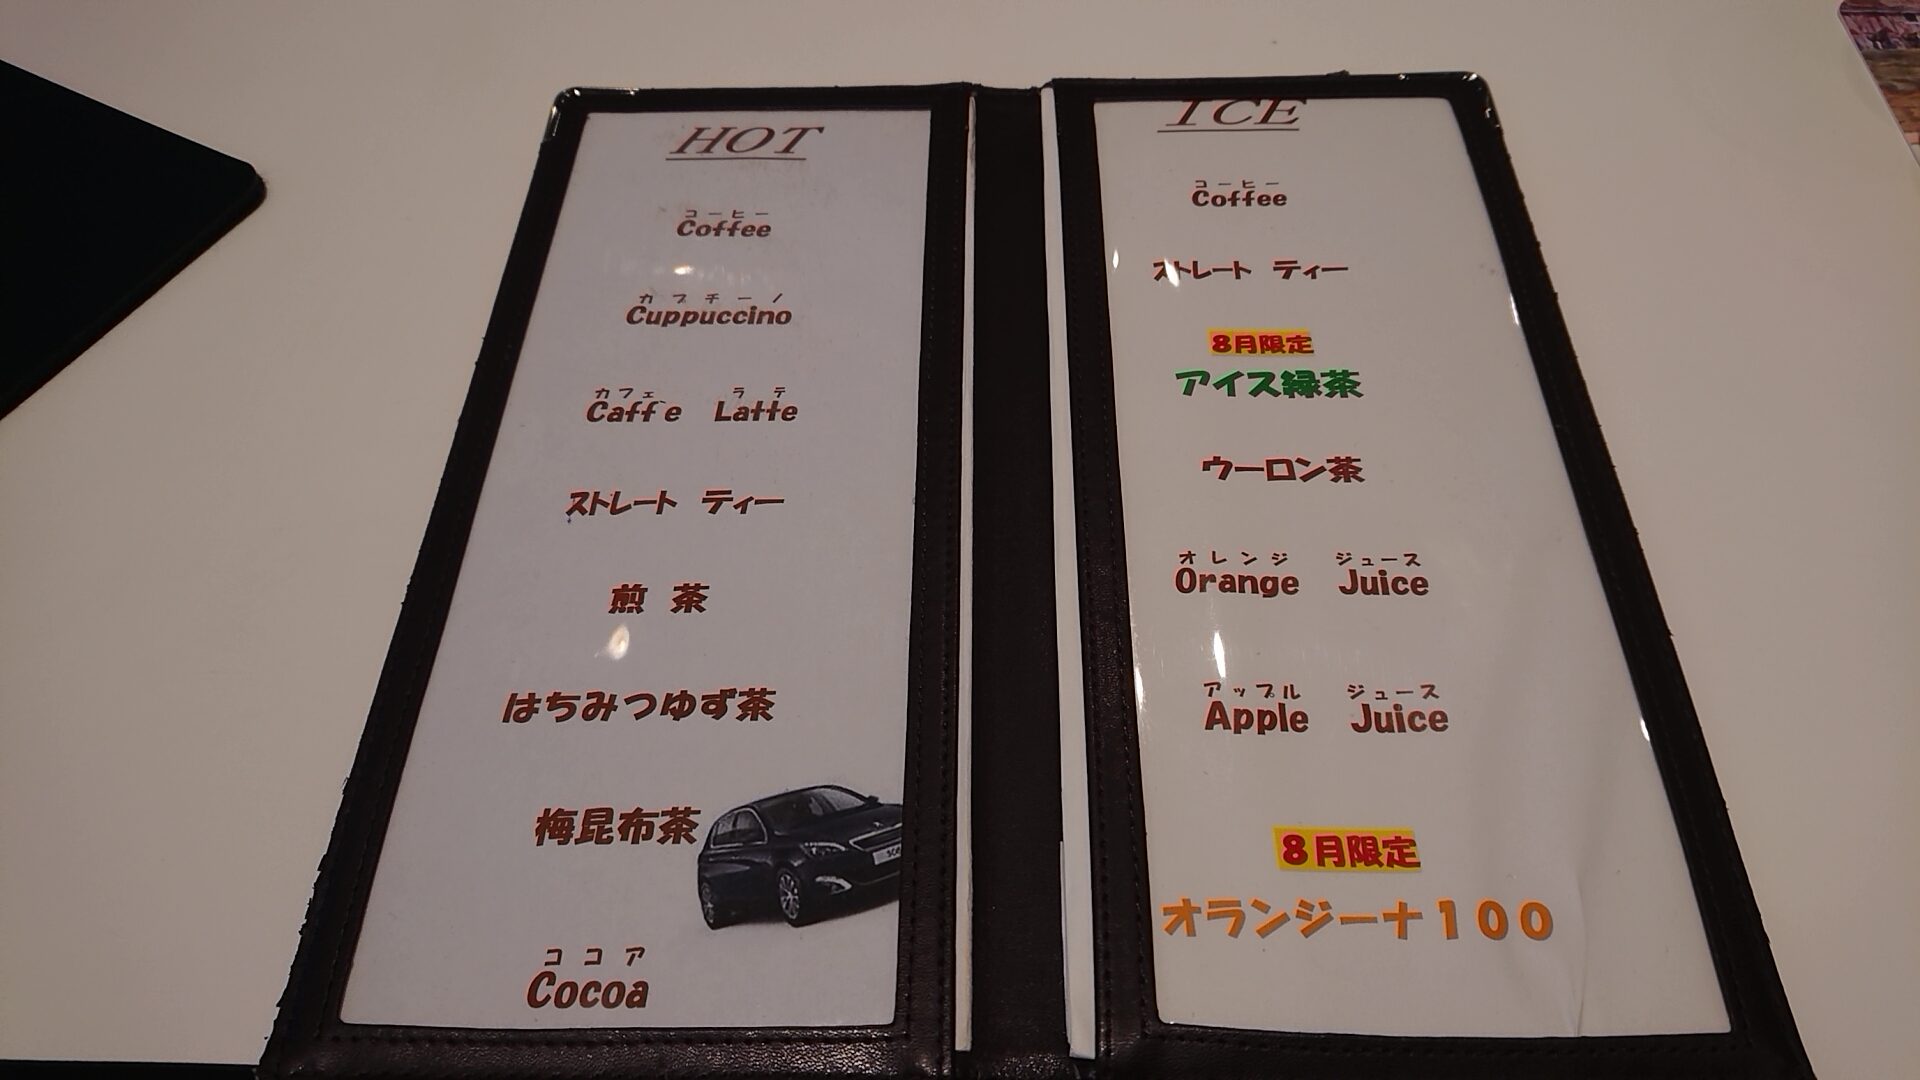 HOT
コーヒー
Coffee
カプチーノ
Cuppuccino
カフェ ラテ
Caff`e Latte
ストレート ティー
煎茶
はちみつゆず茶
梅昆布茶
ココア
Cocoa
ICE
コーヒー
Coffee
ストレート ティー
8月限定
アイス緑茶
ウーロン茶
オレンジ ジュース
Orange Juice
アップル ジュース
Apple Juice
8月限定
オランジーナ100